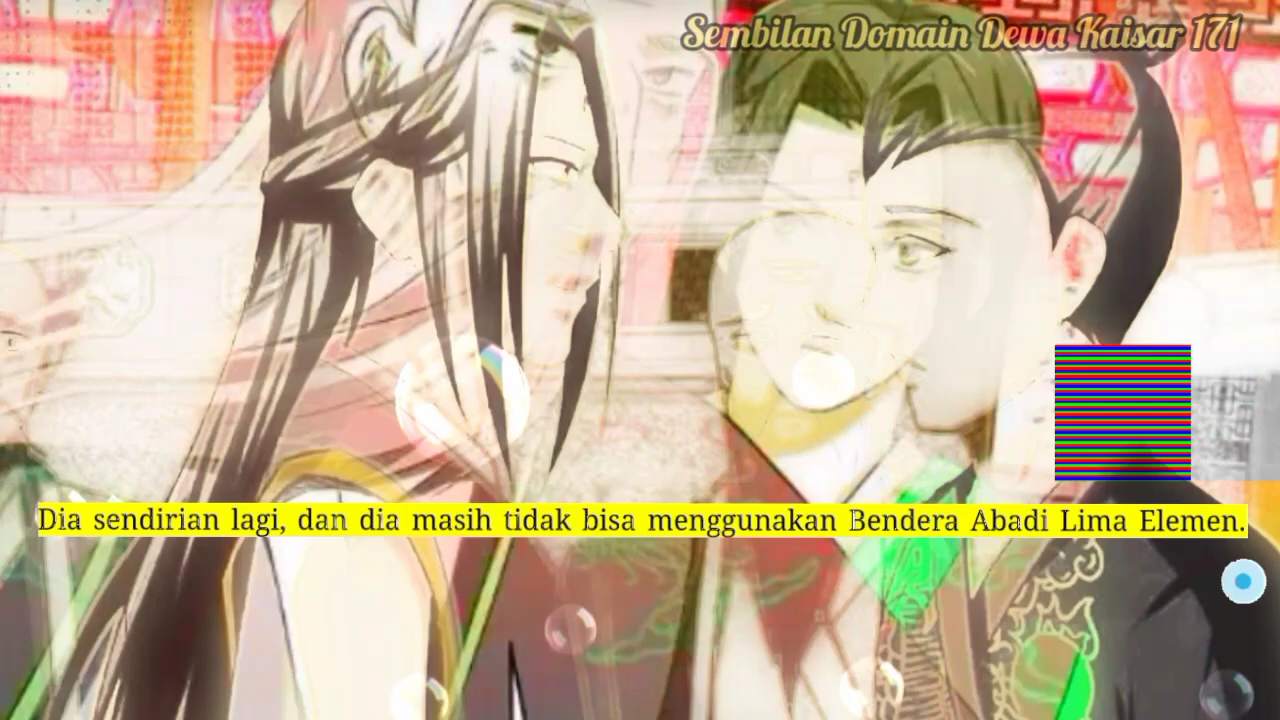 Sembilan Domain Dewa Kaisar 171
Dia sendirian lagi, dan dia masih tidak bisa menggunakan Bendera Abadi Lima Elemen.